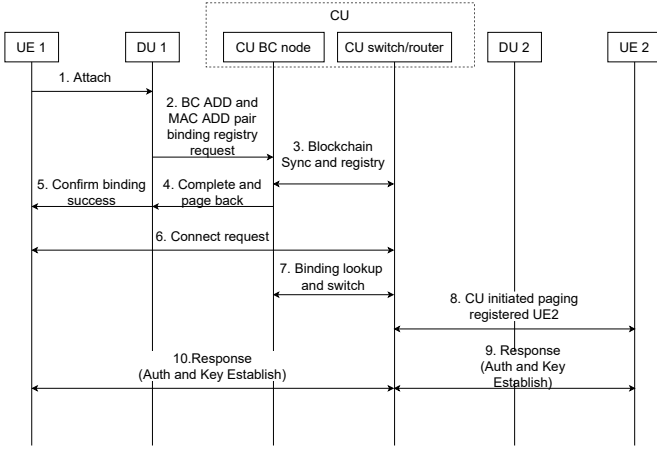 CU
UE 1
DU 1
CU BC node
CU switch/router
DU 2
UE 2
1. Attach
2. BC ADD and
MAC ADD pair
binding registry
request
3. Blockchain
Sync and registry
5. Confirm binding
success
4. Complete and
page back
6. Connect request
7. Binding lookup
and switch
8. CU initiated paging
registered UE2
10.Response
(Auth and Key Establish)
9. Response
(Auth and Key
Establish)